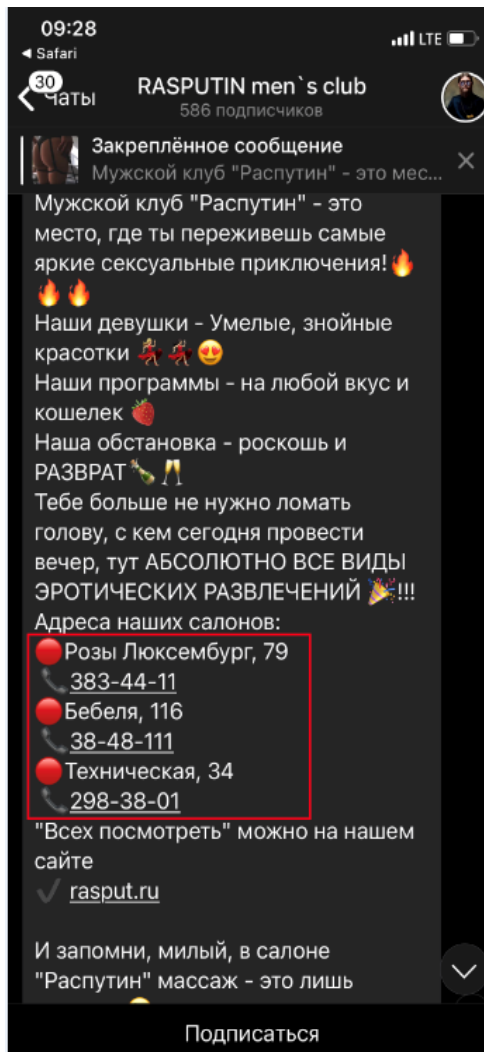 09:28
LTE
Safari
30
Чаты
RASPUTIN men`s club
586 подписчиков
Закреплённое сообщение
Мужской клуб "Распутин" - это мес...
Мужской клуб "Распутин" - это
место, где ты переживешь самые
яркие сексуальные приключения!🔥
🔥🔥
Наши девушки - Умелые, знойные
красотки 💃💃😍
Наши программы - на любой вкус и
кошелек 🍓
Наша обстановка - роскошь и
РАЗВРАТ🍾🥂
Тебе больше не нужно ломать
голову, с кем сегодня провести
вечер, тут АБСОЛЮТНО ВСЕ ВИДЫ
ЭРОТИЧЕСКИХ РАЗВЛЕЧЕНИЙ 🎉!!!
Адреса наших салонов:
🔴Розы Люксембург, 79
📞383-44-11
🔴Бебеля, 116
📞38-48-111
🔴Техническая, 34
📞298-38-01
"Всех посмотреть" можно на нашем
сайте
✔️ rasput.ru
И запомни, милый, в салоне
"Распутин" массаж - это лишь
Подписаться